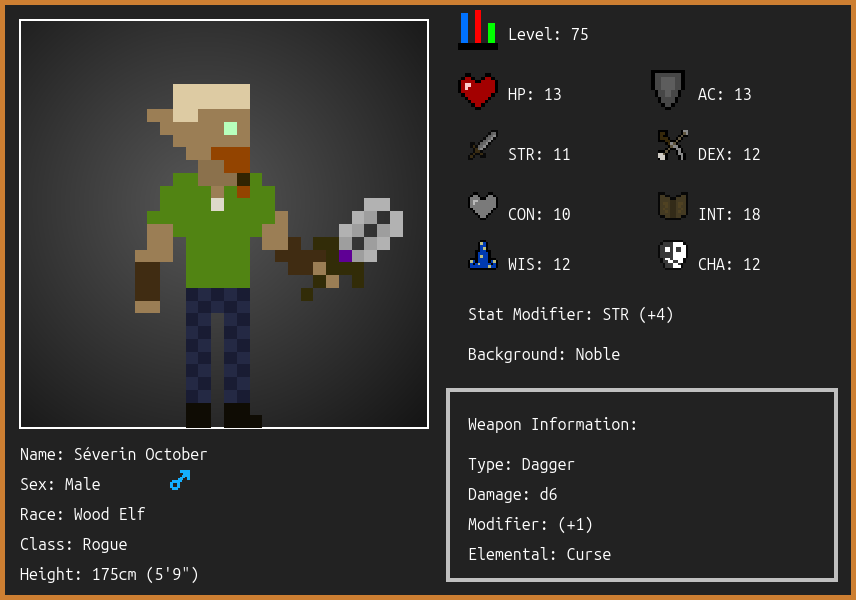 Level: 75
HP: 13
AC: 13
STR: 11
DEX: 12
CON: 10
INT: 18
WIS: 12
CHA: 12
Stat Modifier: STR (+4)
Background: Noble
Weapon Information:
Type: Dagger
Damage: d6
Modifier: (+1)
Elemental: Curse
Name: Séverin October
Sex: Male
Race: Wood Elf
Class: Rogue
Height: 175cm (5'9")